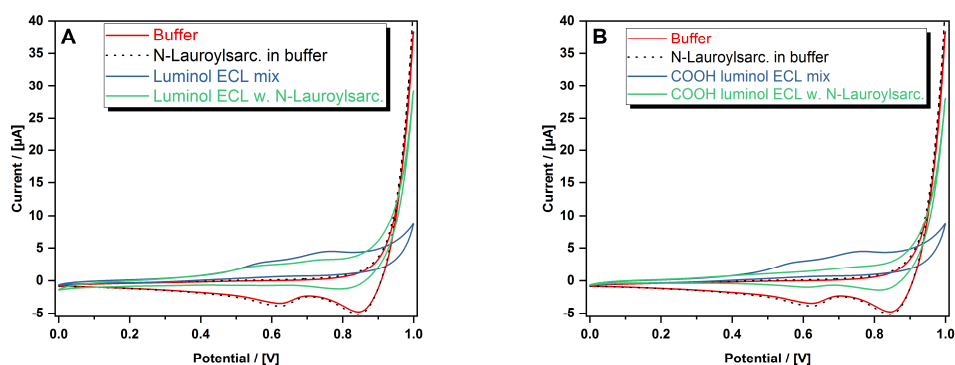 A
Buffer
N-Lauroylsarc. in buffer
Luminol ECL mix
Luminol ECL w. N-Lauroylsarc.
Current / [µA]
40
35
30
25
20
15
10
5
0
-5
0.0 0.2 0.4 0.6 0.8 1.0
Potential / [V]
B
Buffer
N-Lauroylsarc. in buffer
COOH luminol ECL mix
COOH luminol ECL w. N-Lauroylsarc.
Current / [µA]
40
35
30
25
20
15
10
5
0
-5
0.0 0.2 0.4 0.6 0.8 1.0
Potential / [V]